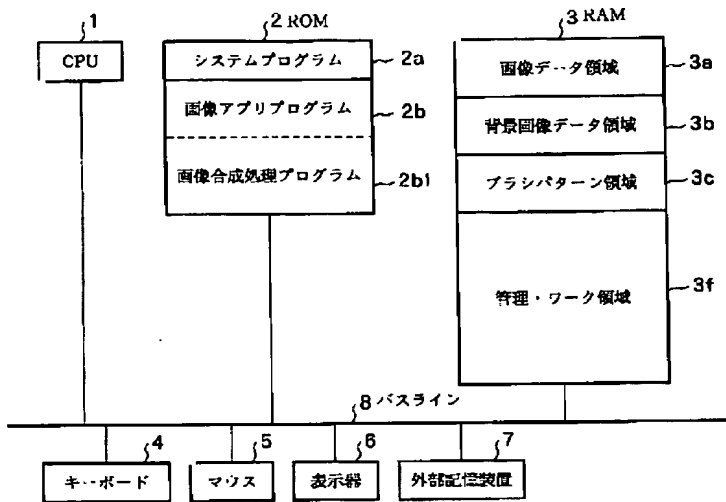 1
CPU
2 ROM
システムプログラム
2a
画像アプリプログラム
2b
画像合成処理プログラム
2b1
3 RAM
画像データ領域
3a
背景画像データ領域
3b
ブラシパターン領域
3c
管理・ワーク領域
3f
8 バスライン
4
キーボード
5
マウス
6
表示器
7
外部記憶装置